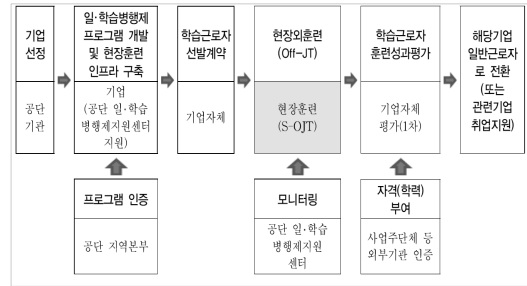 기업
선정
공단
기관
일·학습병행제
프로그램 개발
및 현장훈련
인프라 구축
기업
(공단 일·학습
병행제지원센터
지원)
학습근로자
선발계약
기업자체
현장외훈련
(Off-JT)
현장훈련
(S-OJT)
학습근로자
훈련성과평가
기업자체
평가(1차)
해당기업
일반근로자
로 전환
(또는
관련기업
취업지원)
프로그램 인증
공단 지역본부
모니터링
공단 일·학습
병행제지원
센터
자격(학력)
부여
사업주단체 등
외부기관 인증